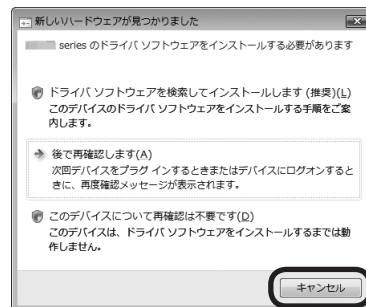 新しいハードウェアが見つかりました
series のドライバ ソフトウェアをインストールする必要があります
ドライバ ソフトウェアを検索してインストールします (推奨)(L)
このデバイスのドライバ ソフトウェアをインストールする手順をご案
内します。
後で再確認します(A)
次回デバイスをプラグ インするときまたはデバイスにログオンすると
きに、再度確認メッセージが表示されます。
このデバイスについて再確認は不要です(D)
このデバイスは、ドライバ ソフトウェアをインストールするまでは動
作しません。
キャンセル